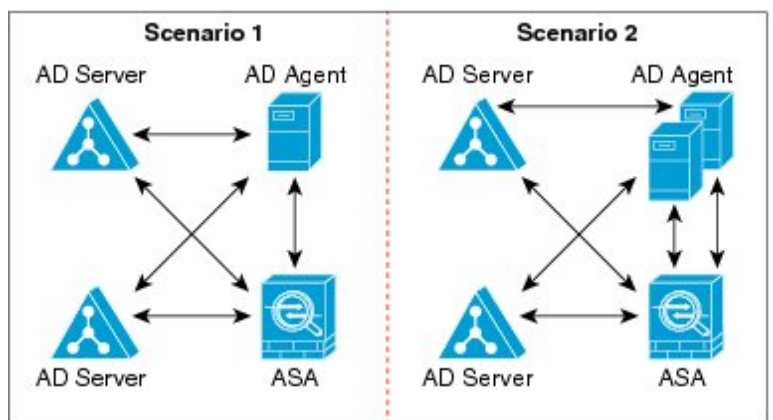 Scenario 1
AD Server
AD Agent
AD Server
ASA
Scenario 2
AD Server
AD Agent
AD Server
ASA